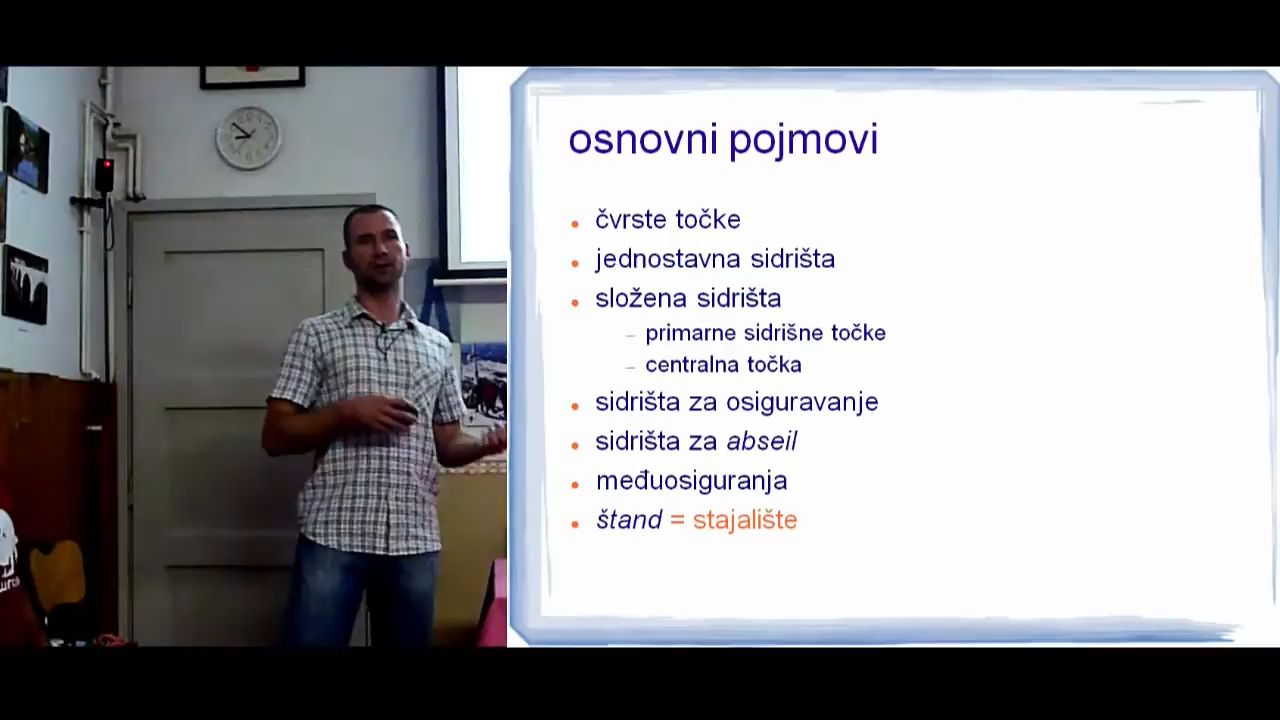 osnovni pojmovi
čvrste točke
jednostavna sidrišta
složena sidrišta
primarne sidrišne točke
centralna točka
sidrišta za osiguravanje
sidrišta za abseil
međuosiguranja
štand = stajalište